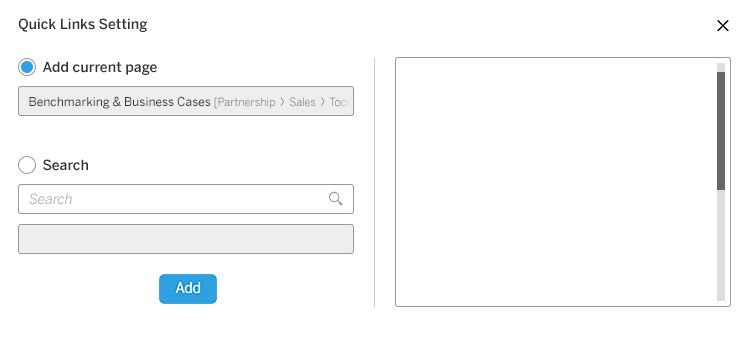 Quick Links Setting
Add current page
Benchmarking & Business Cases [Partnership > Sales > Too
Search
Search
Add